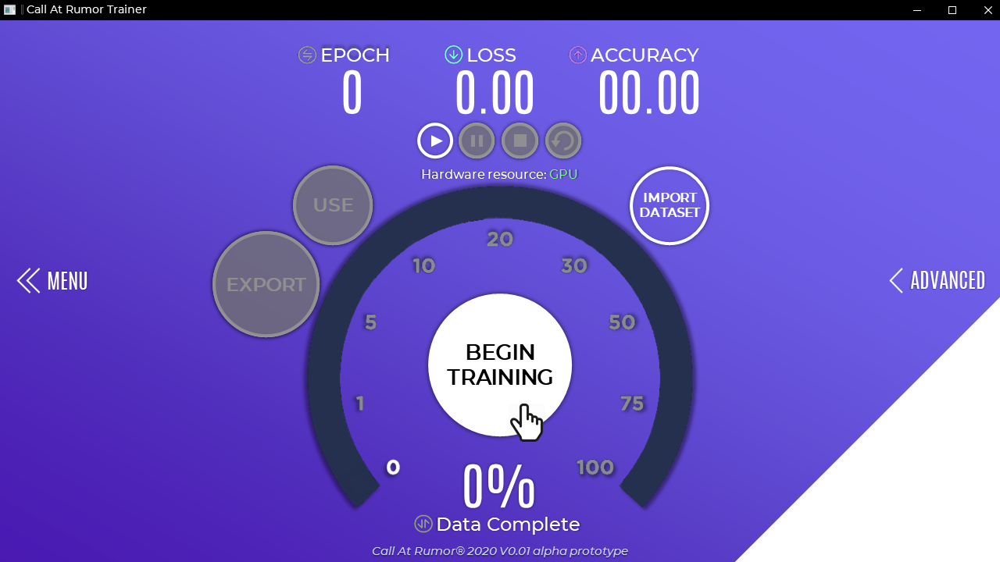 Call At Rumor Trainer
EPOCH
0
LOSS
0.00
ACCURACY
00.00
Hardware resource: GPU
USE
IMPORT
DATASET
EXPORT
MENU
ADVANCED
0
1
5
10
20
30
50
75
100
BEGIN
TRAINING
0%
Data Complete
Call At Rumor® 2020 V0.01 alpha prototype